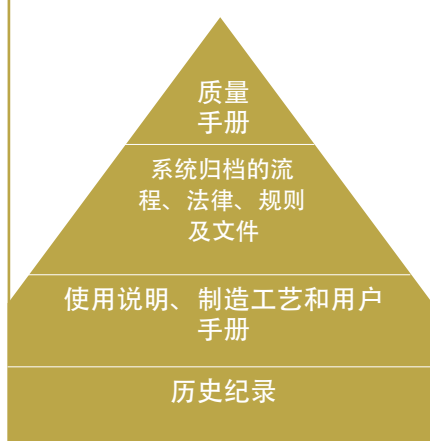 质量
手册
系统归档的流
程、法律、规则
及文件
使用说明、制造工艺和用户
手册
历史纪录